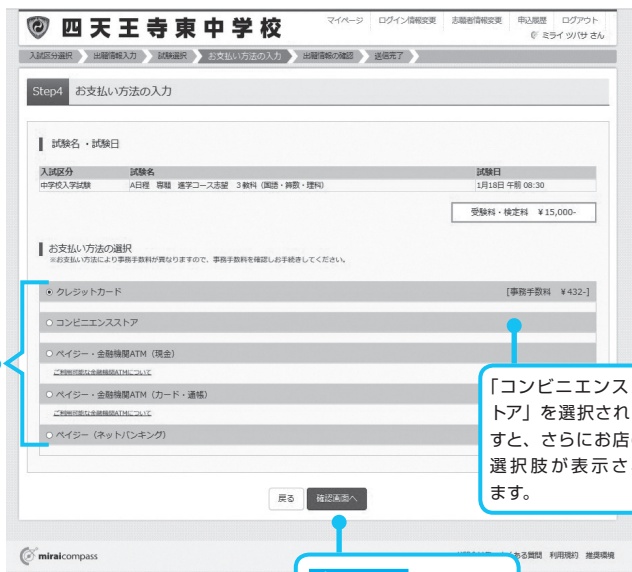 四天王寺東中学校
マイページ ログイン情報変更 志願者情報変更 申込履歴 ログアウト
ミライ ツバサ さん
入試区分選択 出願情報入力 試験選択 お支払い方法の入力 出願情報の確認 送信完了
Step4 お支払い方法の入力
試験名・試験日
入試区分 試験名 試験日
中学校入学試験 A日程 専願 進学コース志望 3教科(国語・算数・理科) 1月18日 午前 08:30
受験料・検定料 ¥15,000-
お支払い方法の選択
※お支払い方法により事務手数料が異なりますので、事務手数料を確認しお手続きしてください。
クレジットカード [事務手数料 ¥432-]
コンビニエンスストア
ペイジー・金融機関ATM(現金)
ご利用可能な金融機関ATMについて
ペイジー・金融機関ATM(カード・通帳)
ご利用可能な金融機関ATMについて
ペイジー(ネットバンキング)
「コンビニエンス
トア」を選択され
すと、さらにお店
選択肢が表示さ
ます。
戻る 確認画面へ
miraicompass
ある質問 利用規約 推奨環境